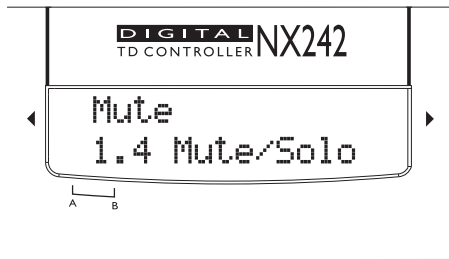 DIGITAL
TD CONTROLLER NX242
Mute
1.4 Mute/Solo
A B